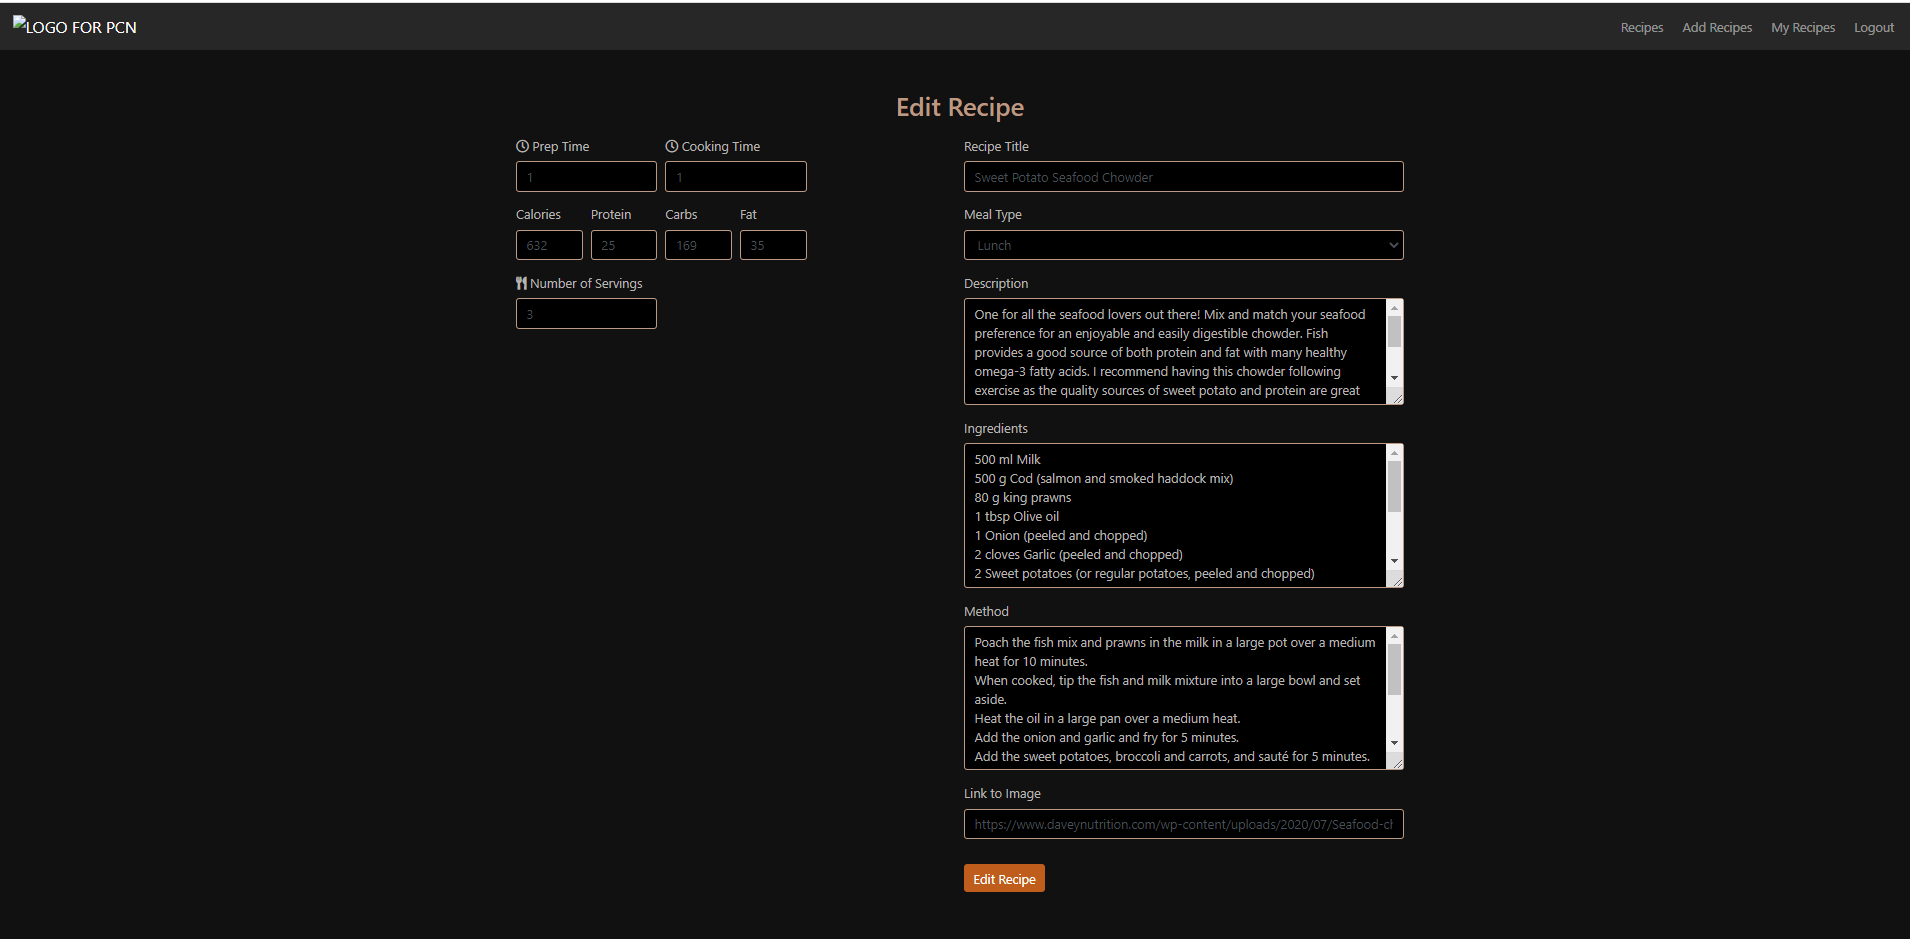 LOGO FOR PCN
Recipes Add Recipes My Recipes Logout
Edit Recipe
Prep Time
1
Cooking Time
1
Calories
632
Protein
25
Carbs
169
Fat
35
Number of Servings
3
Recipe Title
Sweet Potato Seafood Chowder
Meal Type
Lunch
Description
One for all the seafood lovers out there! Mix and match your seafood
preference for an enjoyable and easily digestible chowder. Fish
provides a good source of both protein and fat with many healthy
omega-3 fatty acids. I recommend having this chowder following
exercise as the quality sources of sweet potato and protein are great
Ingredients
500 ml Milk
500 g Cod (salmon and smoked haddock mix)
80 g king prawns
1 tbsp Olive oil
1 Onion (peeled and chopped)
2 cloves Garlic (peeled and chopped)
2 Sweet potatoes (or regular potatoes, peeled and chopped)
Method
Poach the fish mix and prawns in the milk in a large pot over a medium
heat for 10 minutes.
When cooked, tip the fish and milk mixture into a large bowl and set
aside.
Heat the oil in a large pan over a medium heat.
Add the onion and garlic and fry for 5 minutes.
Add the sweet potatoes, broccoli and carrots, and sauté for 5 minutes.
Link to Image
https://www.daveynutrition.com/wp-content/uploads/2020/07/Seafood-ch
Edit Recipe